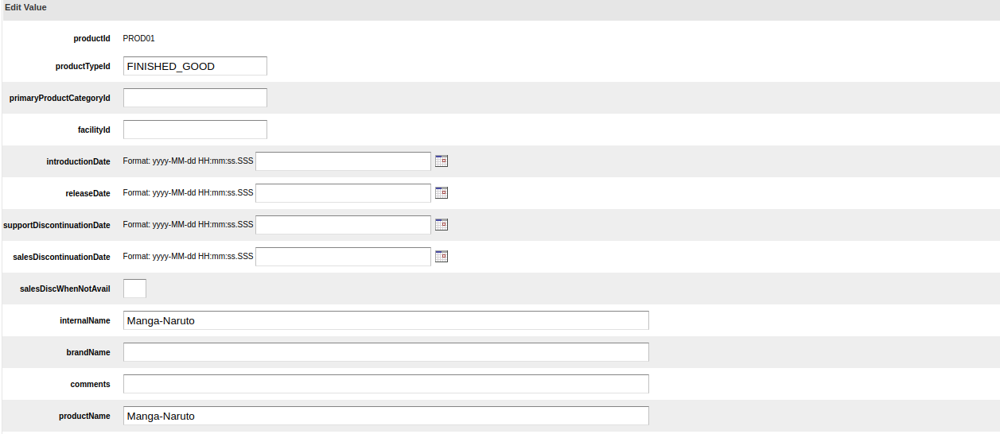 Edit Value
productId PROD01
productTypeId FINISHED_GOOD
primaryProductCategoryId
facilityId
introductionDate Format: yyyy-MM-dd HH:mm:ss.SSS
releaseDate Format: yyyy-MM-dd HH:mm:ss.SSS
supportDiscontinuationDate Format: yyyy-MM-dd HH:mm:ss.SSS
salesDiscontinuationDate Format: yyyy-MM-dd HH:mm:ss.SSS
salesDiscWhenNotAvail
internalName Manga-Naruto
brandName
comments
productName Manga-Naruto